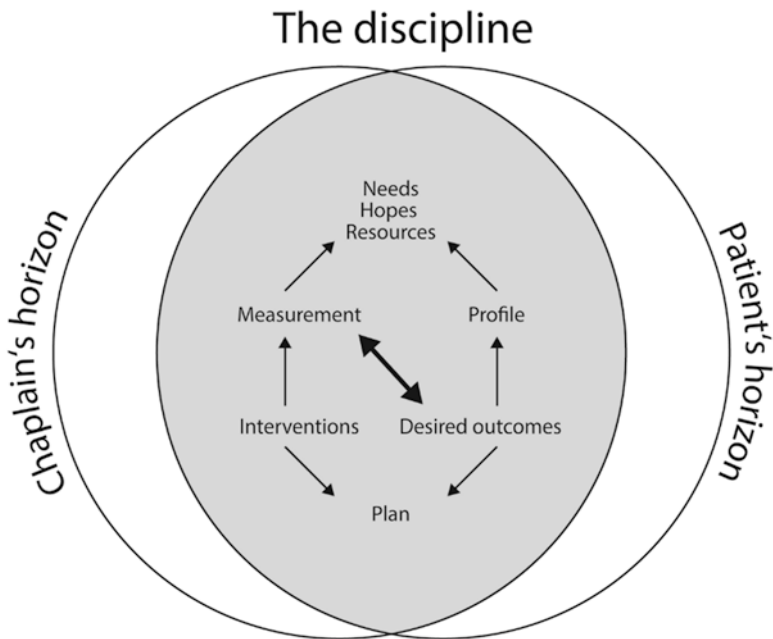 The discipline
Chaplain‘s horizon
Patient‘s horizon
Needs
Hopes
Resources
Measurement
Profile
Interventions
Desired outcomes
Plan